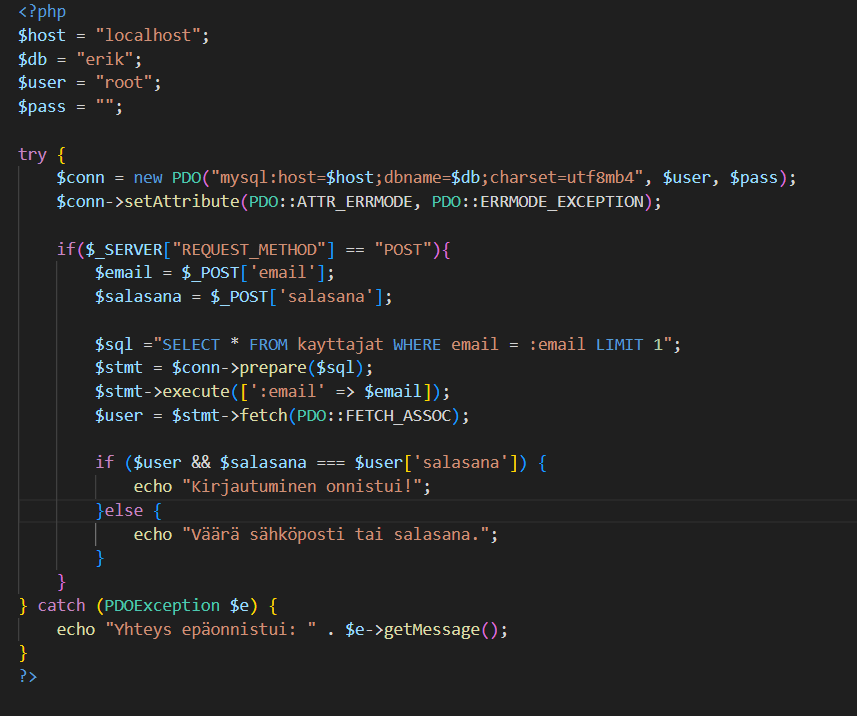 <?php
$host = "localhost";
$db = "erik";
$user = "root";
$pass = "";

try {
    $conn = new PDO("mysql:host=$host;dbname=$db;charset=utf8mb4", $user, $pass);
    $conn->setAttribute(PDO::ATTR_ERRMODE, PDO::ERRMODE_EXCEPTION);

    if($_SERVER["REQUEST_METHOD"] == "POST"){
        $email = $_POST['email'];
        $salasana = $_POST['salasana'];

        $sql ="SELECT * FROM kayttajat WHERE email = :email LIMIT 1";
        $stmt = $conn->prepare($sql);
        $stmt->execute([':email' => $email]);
        $user = $stmt->fetch(PDO::FETCH_ASSOC);

        if ($user && $salasana === $user['salasana']) {
            echo "Kirjautuminen onnistui!";
        }else {
            echo "Väärä sähköposti tai salasana.";
        }
    }
} catch (PDOException $e) {
    echo "Yhteys epäonnistui: " . $e->getMessage();
}
?>